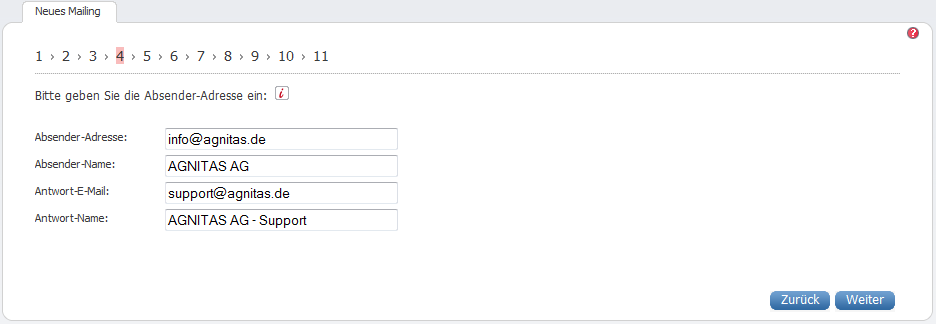 Neues Mailing
?
1 › 2 › 3 › 4 › 5 › 6 › 7 › 8 › 9 › 10 › 11
Bitte geben Sie die Absender-Adresse ein: i
Absender-Adresse: info@agnitas.de
Absender-Name: AGNITAS AG
Antwort-E-Mail: support@agnitas.de
Antwort-Name: AGNITAS AG - Support
Zurück Weiter